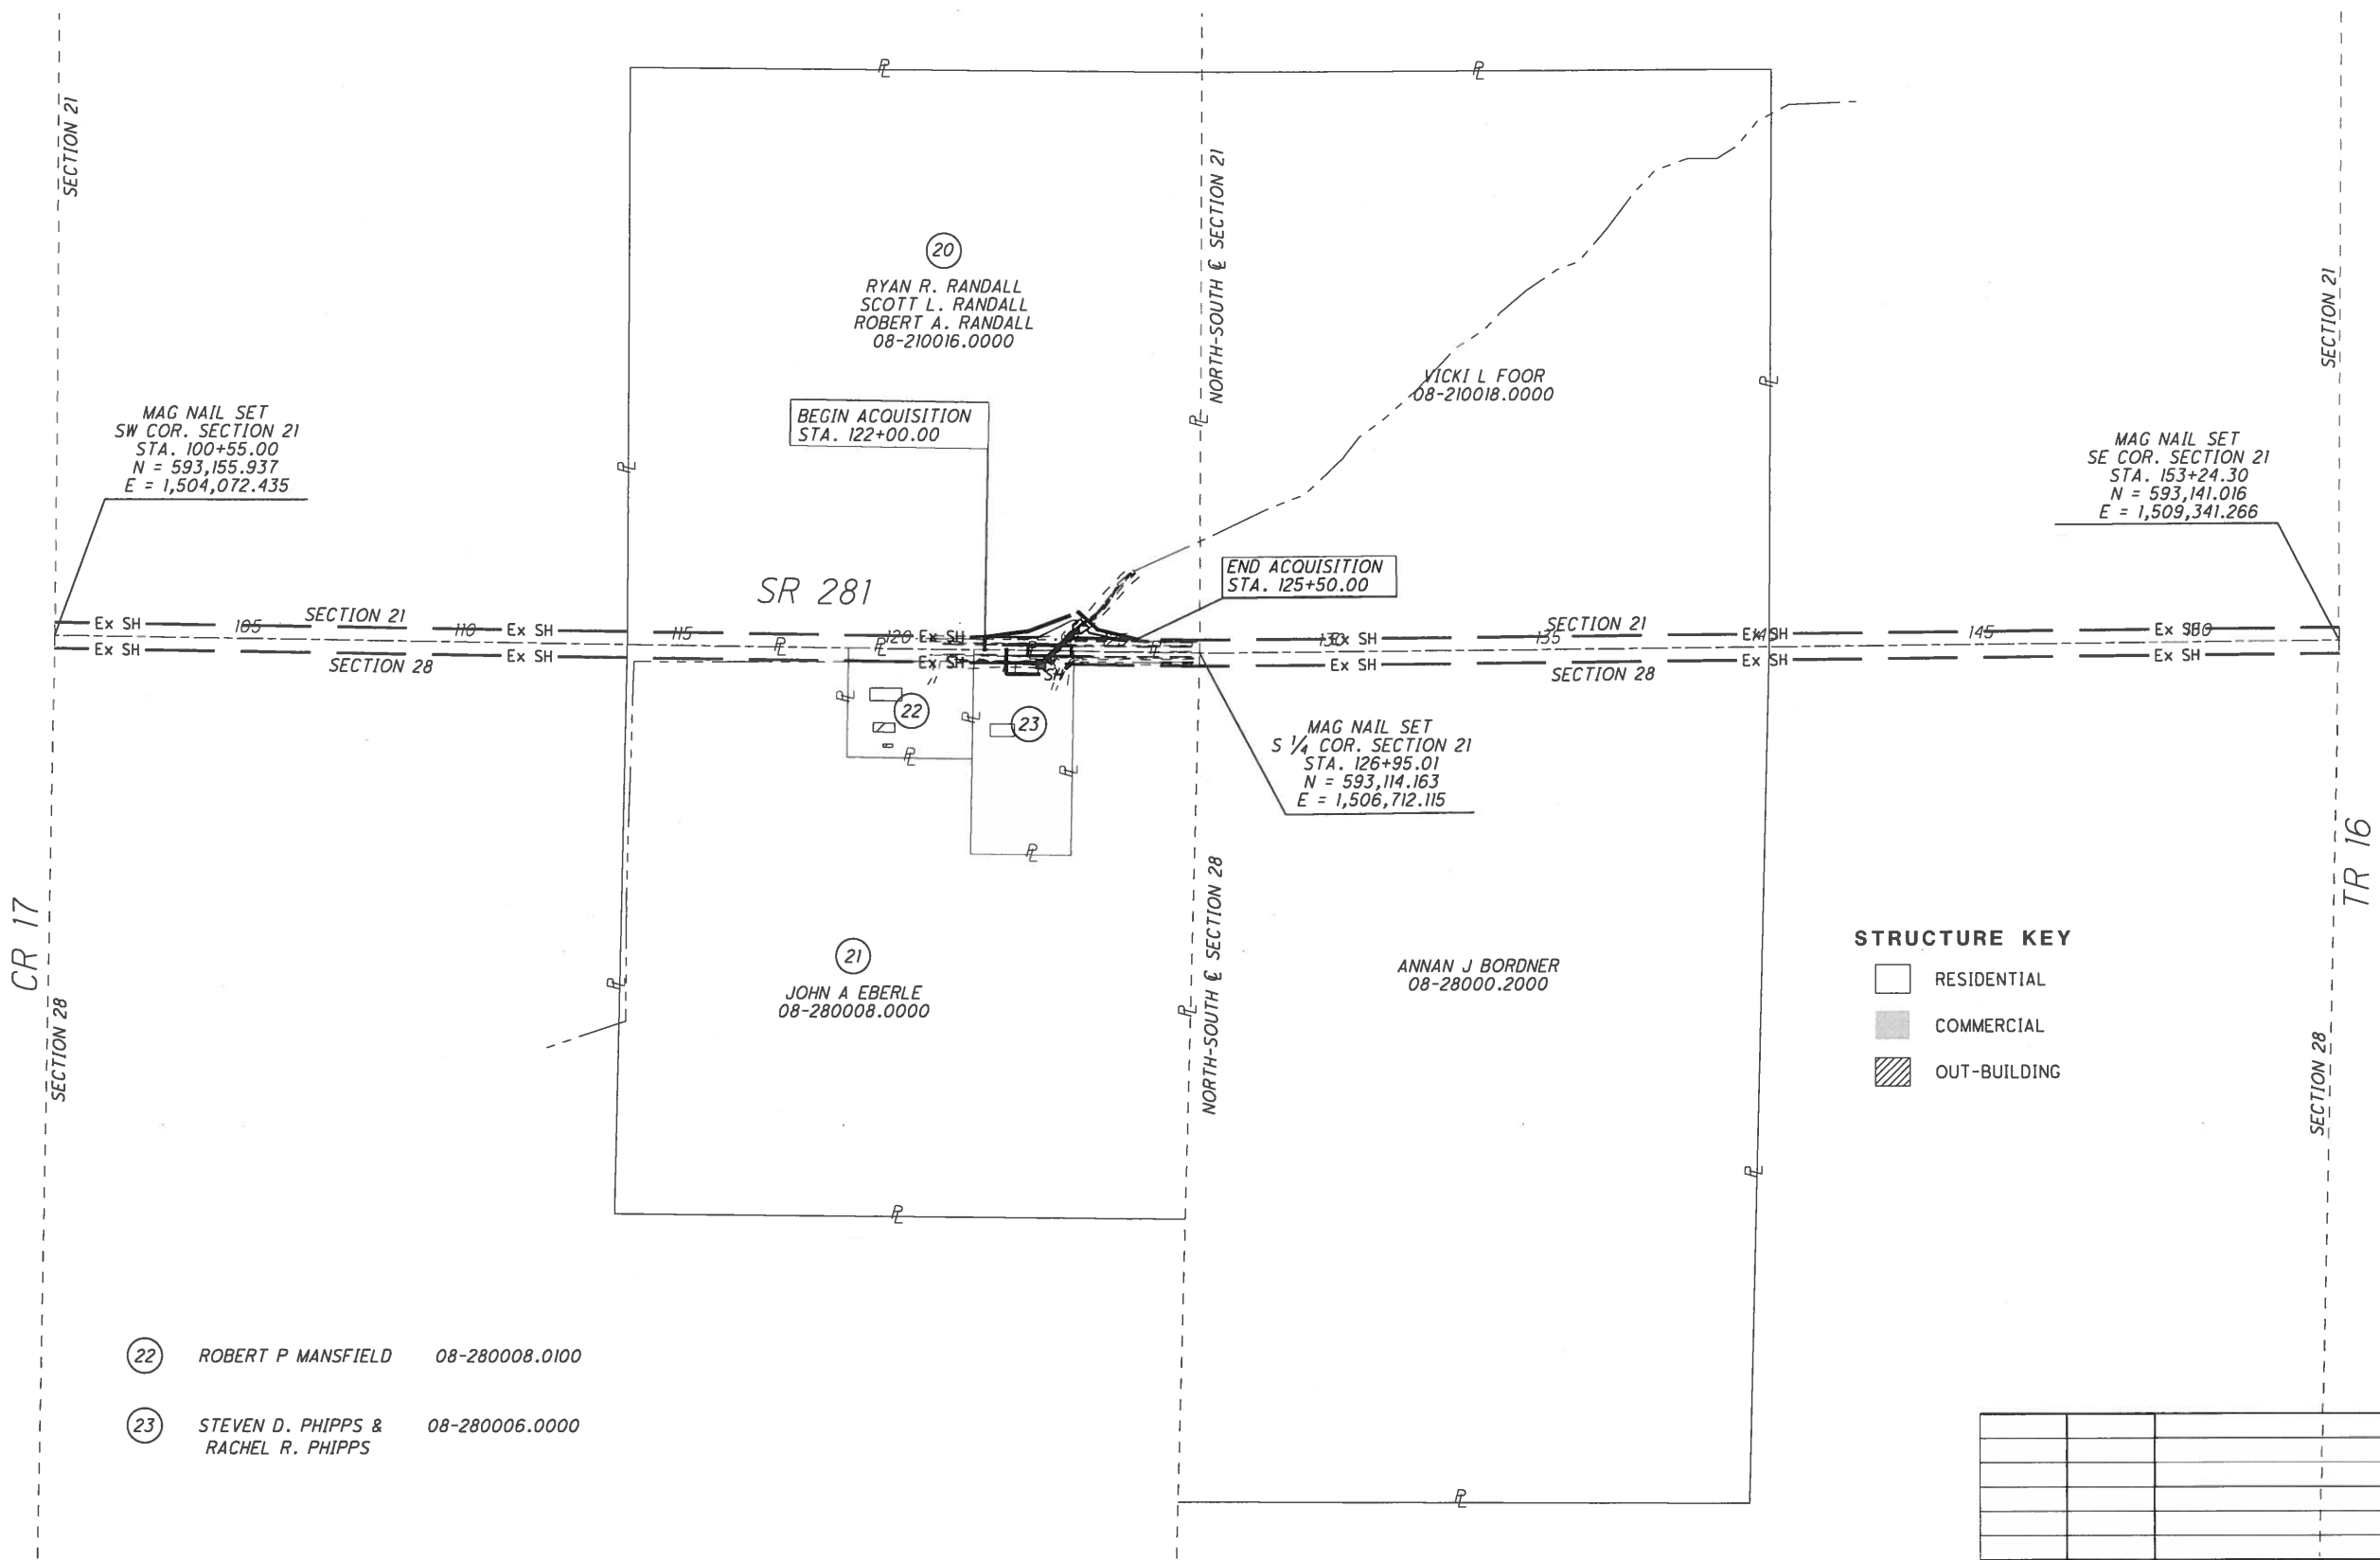 SECTION 21
NORTH-SOUTH ℄ SECTION 21
SECTION 21
20
RYAN R. RANDALL
SCOTT L. RANDALL
ROBERT A. RANDALL
08-210016.0000
VICKI L FOOR
08-210018.0000
BEGIN ACQUISITION
STA. 122+00.00
MAG NAIL SET
SW COR. SECTION 21
STA. 100+55.00
N = 593,155.937
E = 1,504,072.435
MAG NAIL SET
SE COR. SECTION 21
STA. 153+24.30
N = 593,141.016
E = 1,509,341.266
END ACQUISITION
STA. 125+50.00
SR 281
Ex SH 105 SECTION 21 110 Ex SH 115 120 Ex SH 125 130 Ex SH 135 SECTION 21 Ex SH 145 Ex SH
Ex SH SECTION 28 Ex SH Ex SH SH Ex SH SECTION 28 Ex SH Ex SH
22
23
MAG NAIL SET
S 1/4 COR. SECTION 21
STA. 126+95.01
N = 593,114.163
E = 1,506,712.115
CR 17
SECTION 28
NORTH-SOUTH ℄ SECTION 28
TR 16
SECTION 28
21
JOHN A EBERLE
08-280008.0000
ANNAN J BORDNER
08-28000.2000
STRUCTURE KEY
RESIDENTIAL
COMMERCIAL
OUT-BUILDING
22 ROBERT P MANSFIELD 08-280008.0100
23 STEVEN D. PHIPPS & 08-280006.0000
RACHEL R. PHIPPS